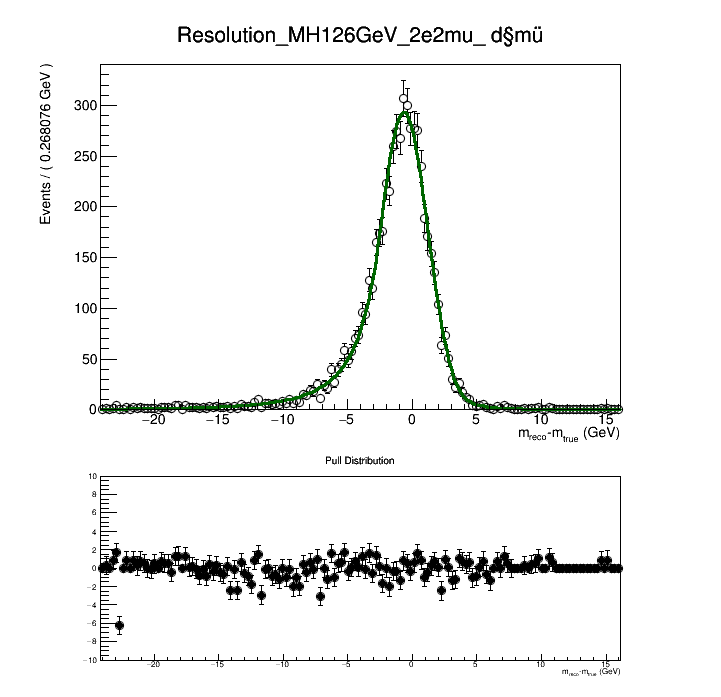 Resolution_MH126GeV_2e2mu_ d§mü
Events / ( 0.268076 GeV )
300
250
200
150
100
50
0
−20 −15 −10 −5 0 5 10 15
m_reco-m_true (GeV)
Pull Distribution
10
8
6
4
2
0
−2
−4
−6
−8
−10
−20 −15 −10 −5 0 5 10 15
m_reco-m_true (GeV)